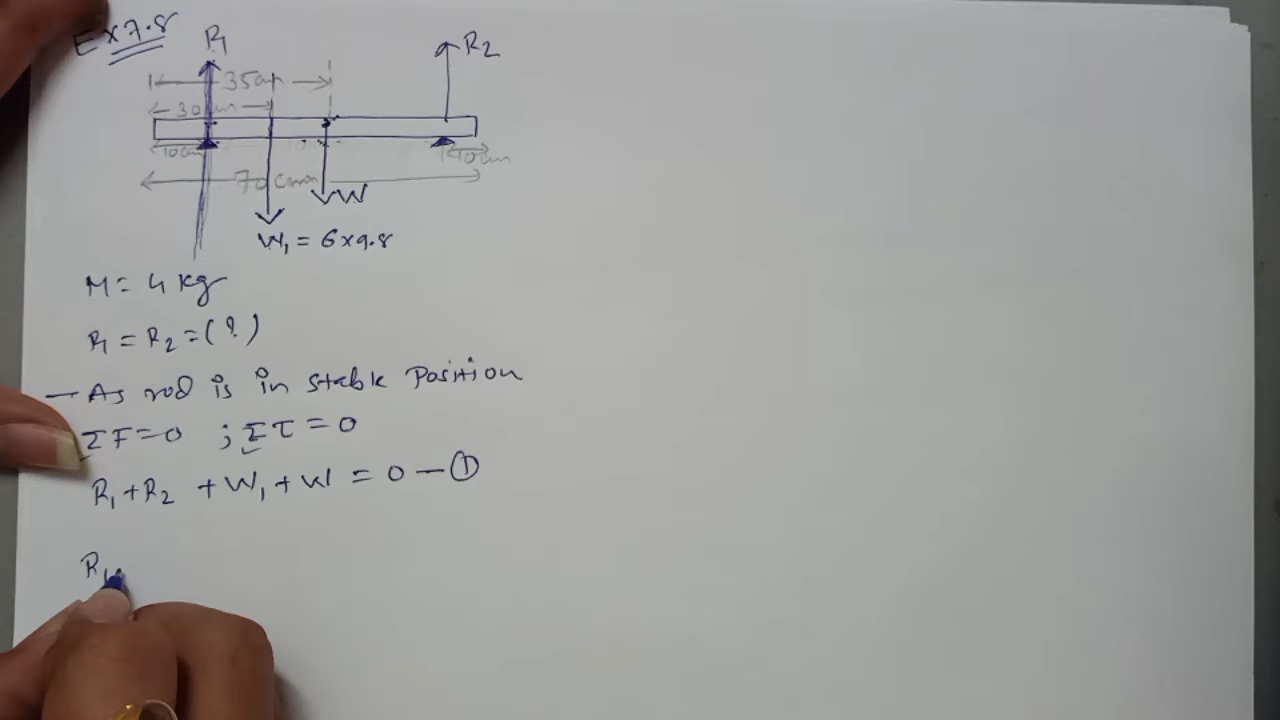 Ex 7.8
R1 R2
35cm
30cm
10cm 10cm
70cm
W
W1 = 6×9.8
M = 4 kg
R1 = R2 = (?)
— As rod is in stable Position
ΣF=0 ; Στ=0
R1 + R2 + W1 + W = 0 — ①
R1